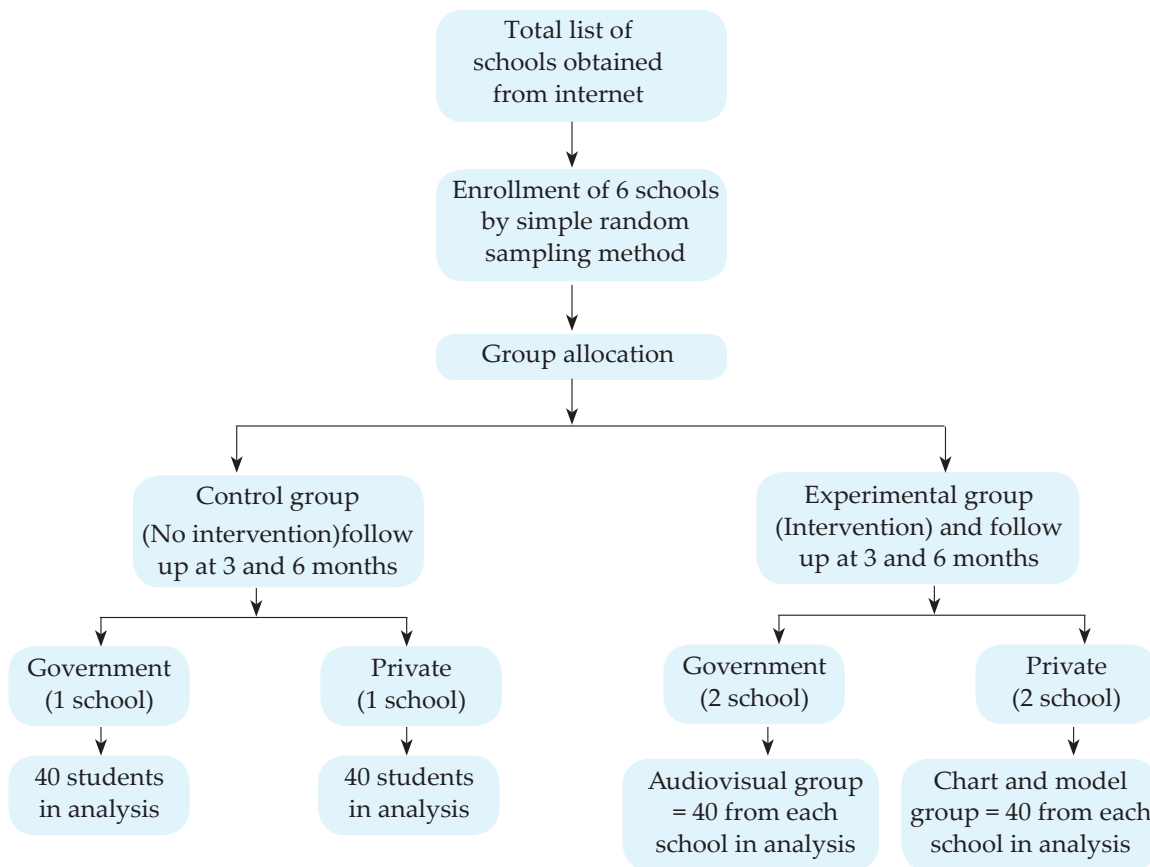 Total list of
schools obtained
from internet
Enrollment of 6 schools
by simple random
sampling method
Group allocation
Control group
(No intervention)follow
up at 3 and 6 months
Experimental group
(Intervention) and follow
up at 3 and 6 months
Government
(1 school)
Private
(1 school)
Government
(2 school)
Private
(2 school)
40 students
in analysis
40 students
in analysis
Audiovisual group
= 40 from each
school in analysis
Chart and model
group = 40 from each
school in analysis